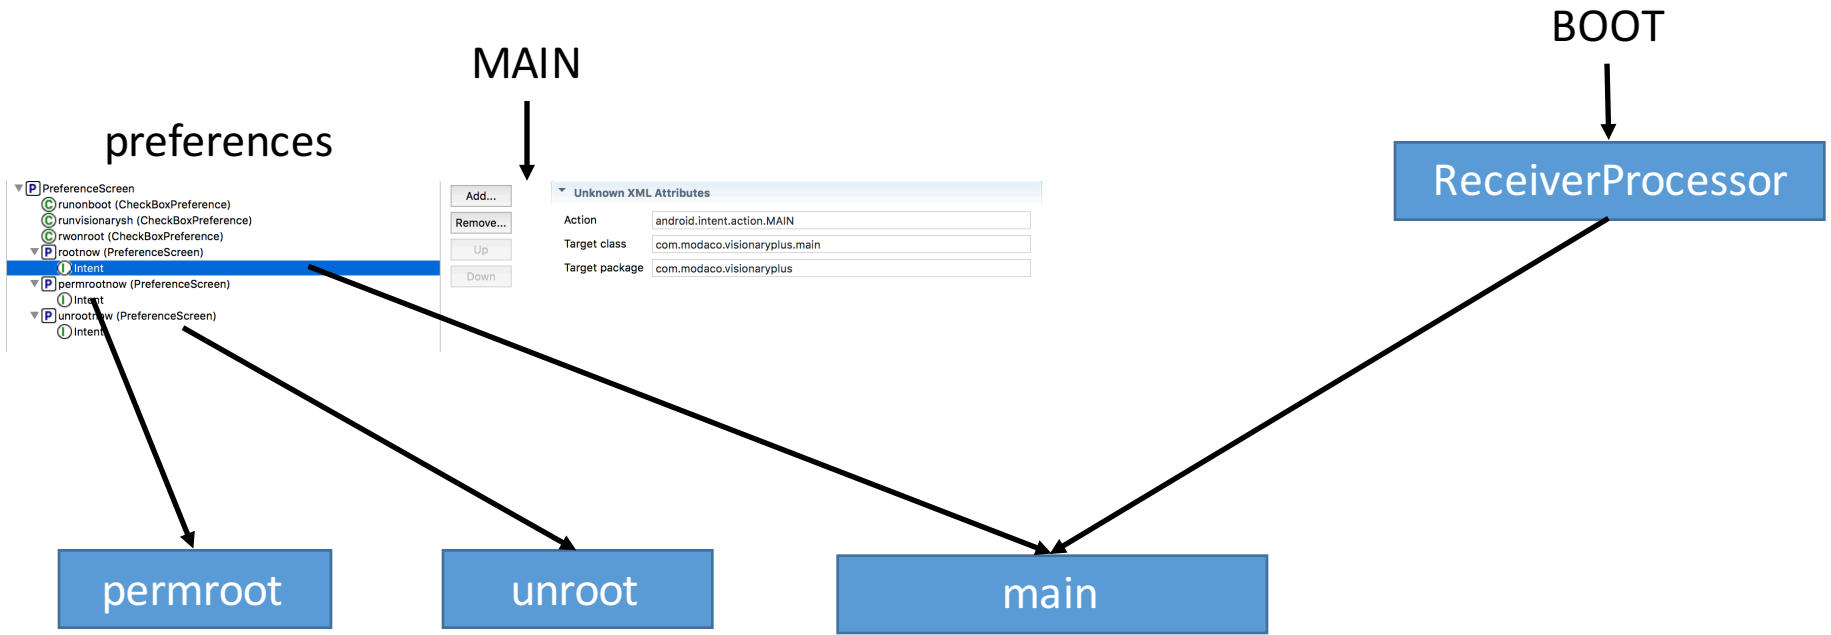 BOOT
MAIN
preferences
PreferenceScreen
runonboot (CheckBoxPreference)
runvisionarysh (CheckBoxPreference)
rwonroot (CheckBoxPreference)
rootnow (PreferenceScreen)
Intent
permrootnow (PreferenceScreen)
Intent
unrootnow (PreferenceScreen)
Intent
Add...
Remove...
Up
Down
Unknown XML Attributes
Action android.intent.action.MAIN
Target class com.modaco.visionaryplus.main
Target package com.modaco.visionaryplus
ReceiverProcessor
permroot
unroot
main